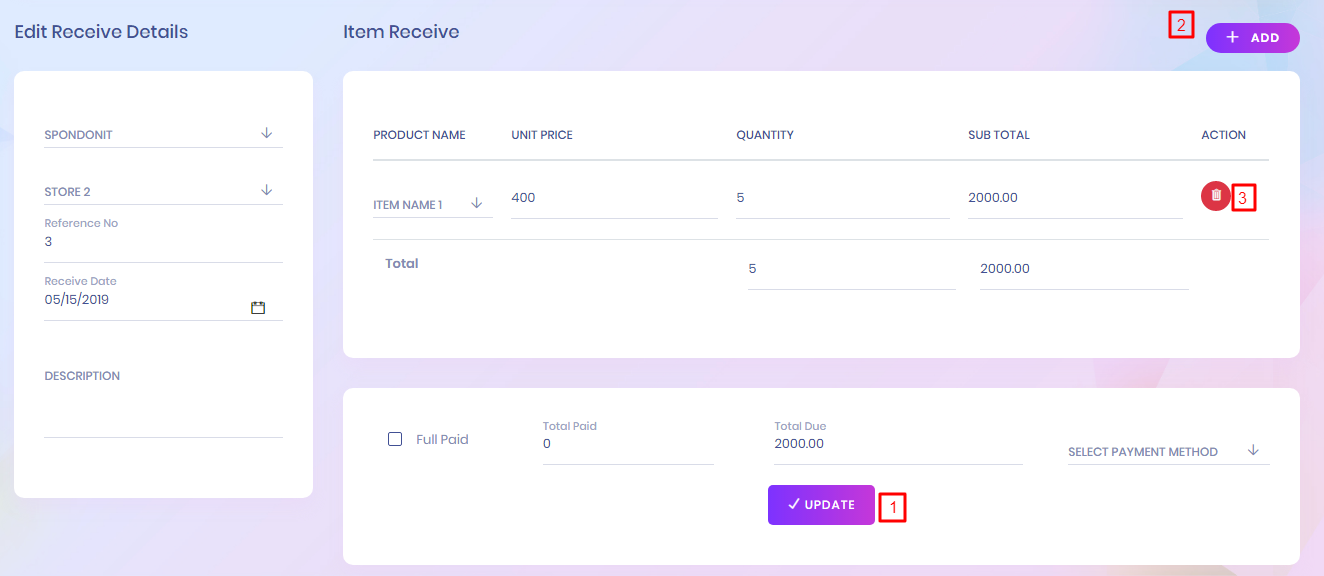 Edit Receive Details
Item Receive
2
+ ADD
SPONDONIT
STORE 2
Reference No
3
Receive Date
05/15/2019
DESCRIPTION
PRODUCT NAME UNIT PRICE QUANTITY SUB TOTAL ACTION
ITEM NAME 1 400 5 2000.00 3
Total 5 2000.00
Full Paid
Total Paid
0
Total Due
2000.00
SELECT PAYMENT METHOD
✓ UPDATE 1